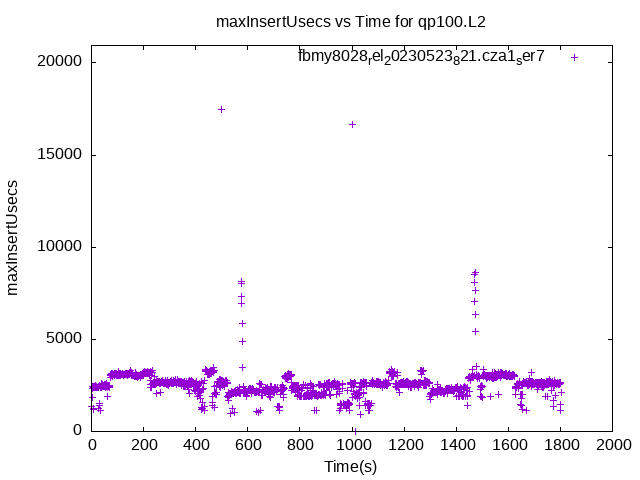 maxInsertUsecs vs Time for qp100.L2
fbmy8028rel20230523821.cza1ser7
20000
15000
10000
5000
0
maxInsertUsecs
0 200 400 600 800 1000 1200 1400 1600 1800 2000
Time(s)